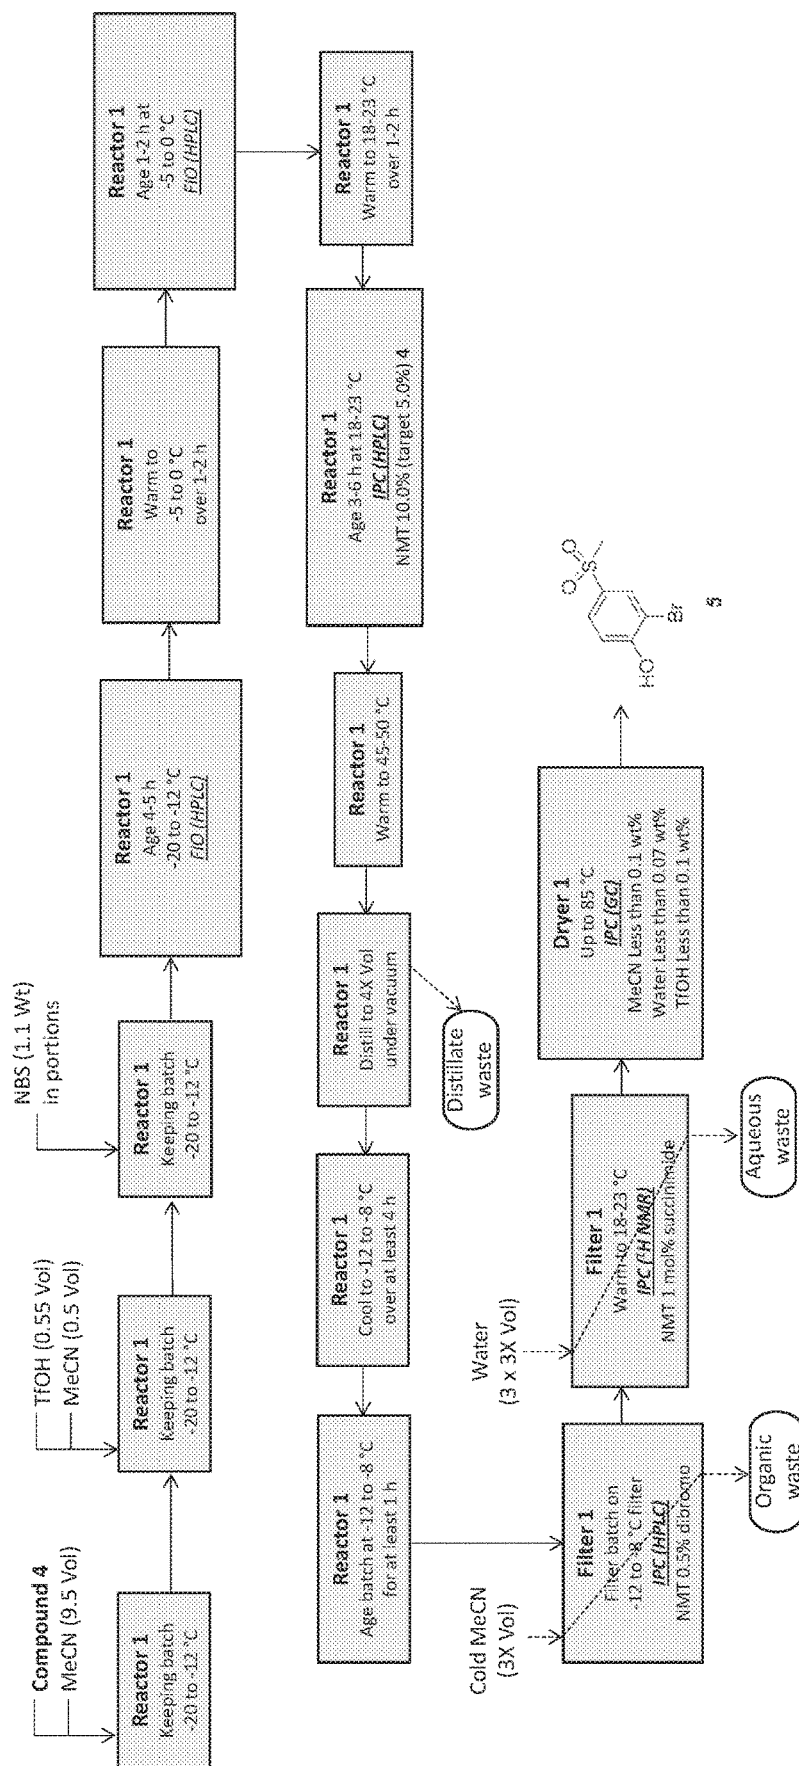 Compound 4
MeCN (9.5 Vol)
Reactor 1
Keeping batch
-20 to -12 °C
TfOH (0.55 Vol)
MeCN (0.5 Vol)
Reactor 1
Keeping batch
-20 to -12 °C
NBS (1.1 Wt)
in portions
Reactor 1
Keeping batch
-20 to -12 °C
Reactor 1
Age 4-5 h
-20 to -12 °C
FIO (HPLC)
Reactor 1
Warm to
-5 to 0 °C
over 1-2 h
Reactor 1
Age 1-2 h at
-5 to 0 °C
FIO (HPLC)
Reactor 1
Warm to 18-23 °C
over 1-2 h
Reactor 1
Age 3-6 h at 18-23 °C
IPC (HPLC)
NMT 10.0% (target 5.0%) 4
Reactor 1
Warm to 45-50 °C
Reactor 1
Distill to 4X Vol
under vacuum
Distillate
waste
Reactor 1
Cool to -12 to -8 °C
over at least 4 h
Reactor 1
Age batch at -12 to -8 °C
for at least 1 h
Cold MeCN
(3X Vol)
Filter 1
Filter batch on
-12 to -8 °C filter
IPC (HPLC)
NMT 0.5% dibromo
Organic
waste
Water
(3 x 3X Vol)
Filter 1
Warm to 18-23 °C
IPC (¹H NMR)
NMT 1 mol% succinimide
Aqueous
waste
Dryer 1
Up to 85 °C
IPC (GC)
MeCN Less than 0.1 wt%
Water Less than 0.07 wt%
TfOH Less than 0.1 wt%
HO
Br
S
O
O
5